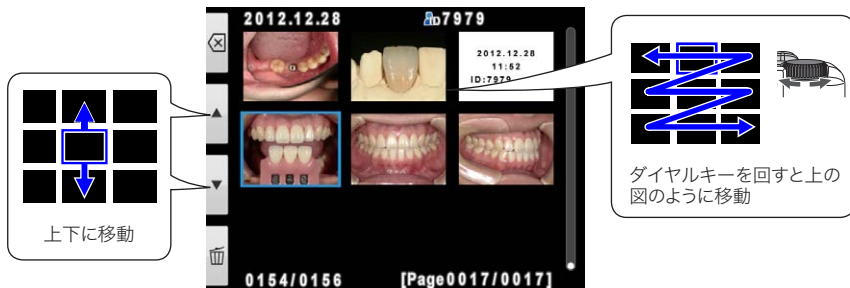 2012.12.28
ID7979
2012.12.28
11:52
ID:7979
上下に移動
ダイヤルキーを回すと上の
図のように移動
0154/0156
[Page0017/0017]